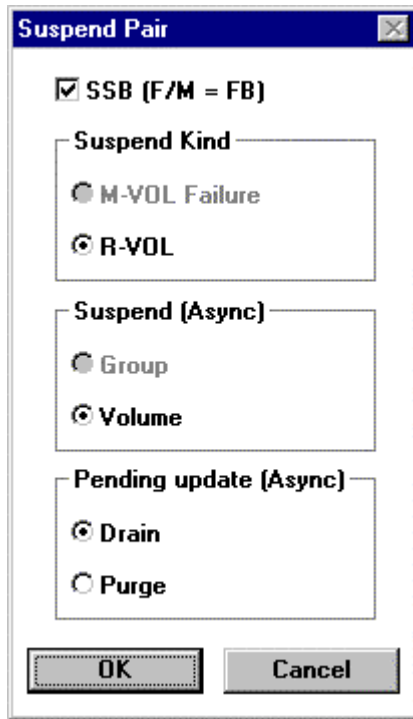 Suspend Pair
SSB (F/M = FB)
Suspend Kind
M-VOL Failure
R-VOL
Suspend (Async)
Group
Volume
Pending update (Async)
Drain
Purge
OK Cancel